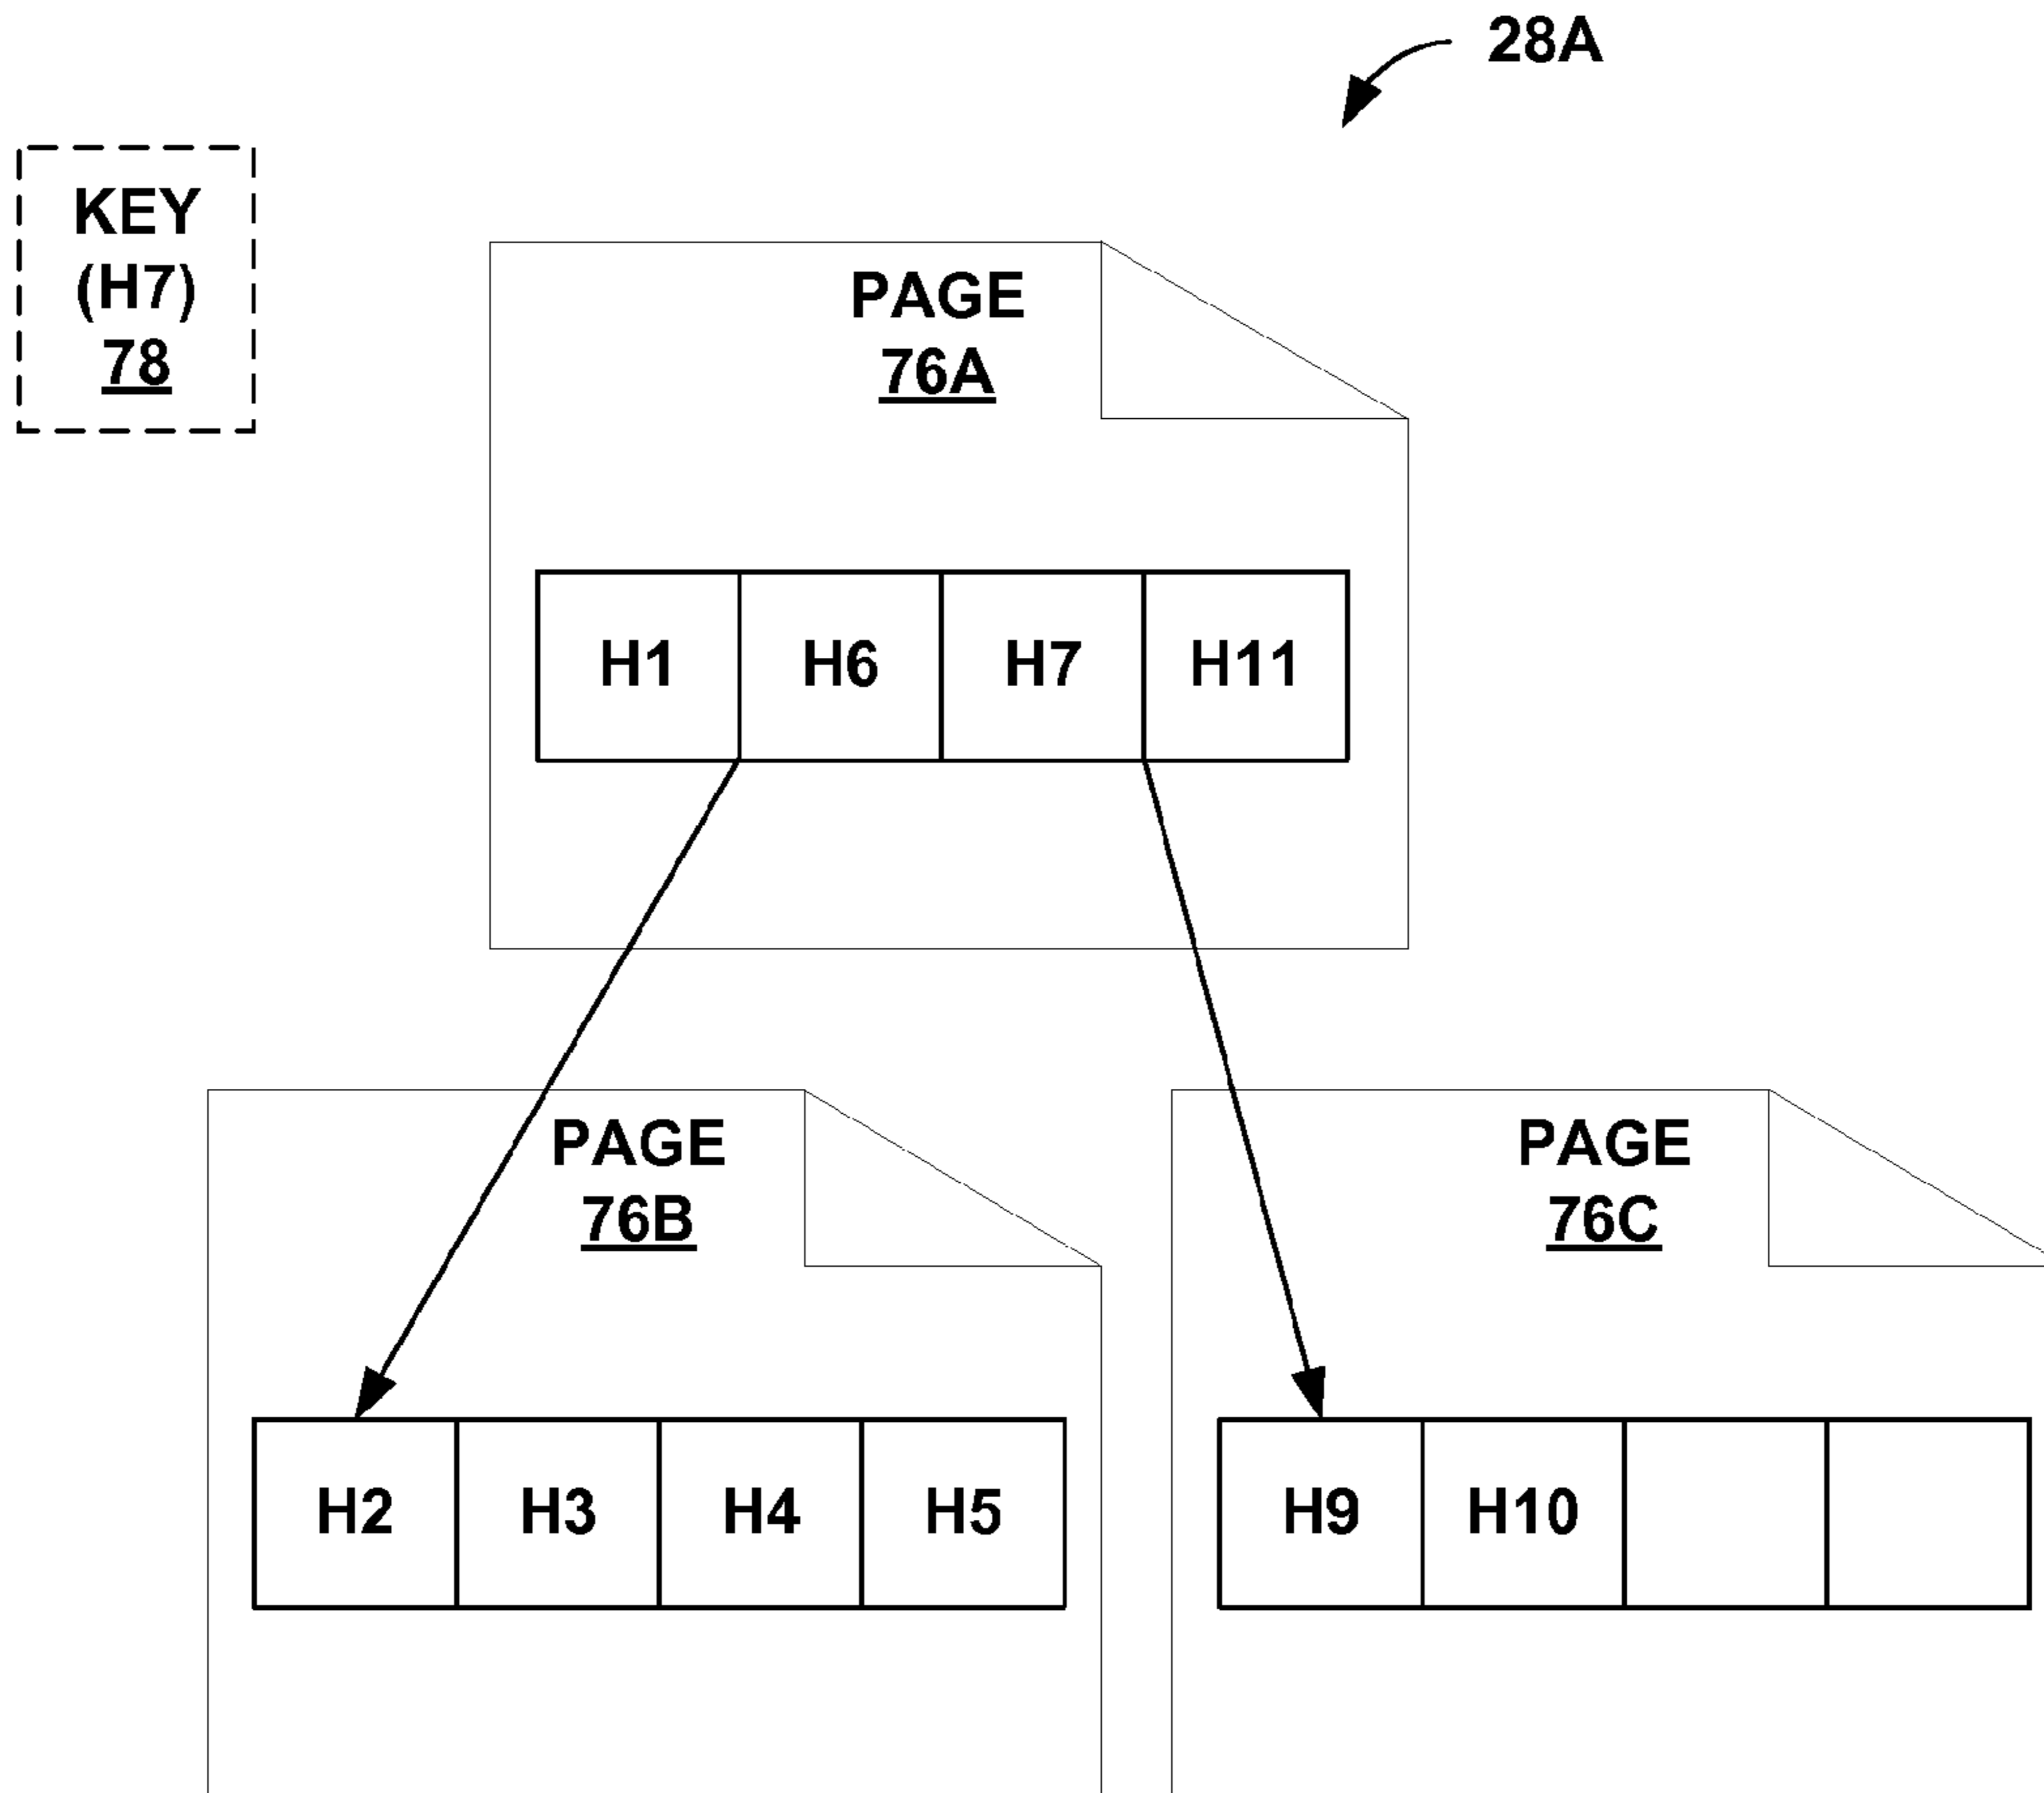 28A
KEY
(H7)
78
PAGE
76A
H1 H6 H7 H11
PAGE
76B
H2 H3 H4 H5
PAGE
76C
H9 H10